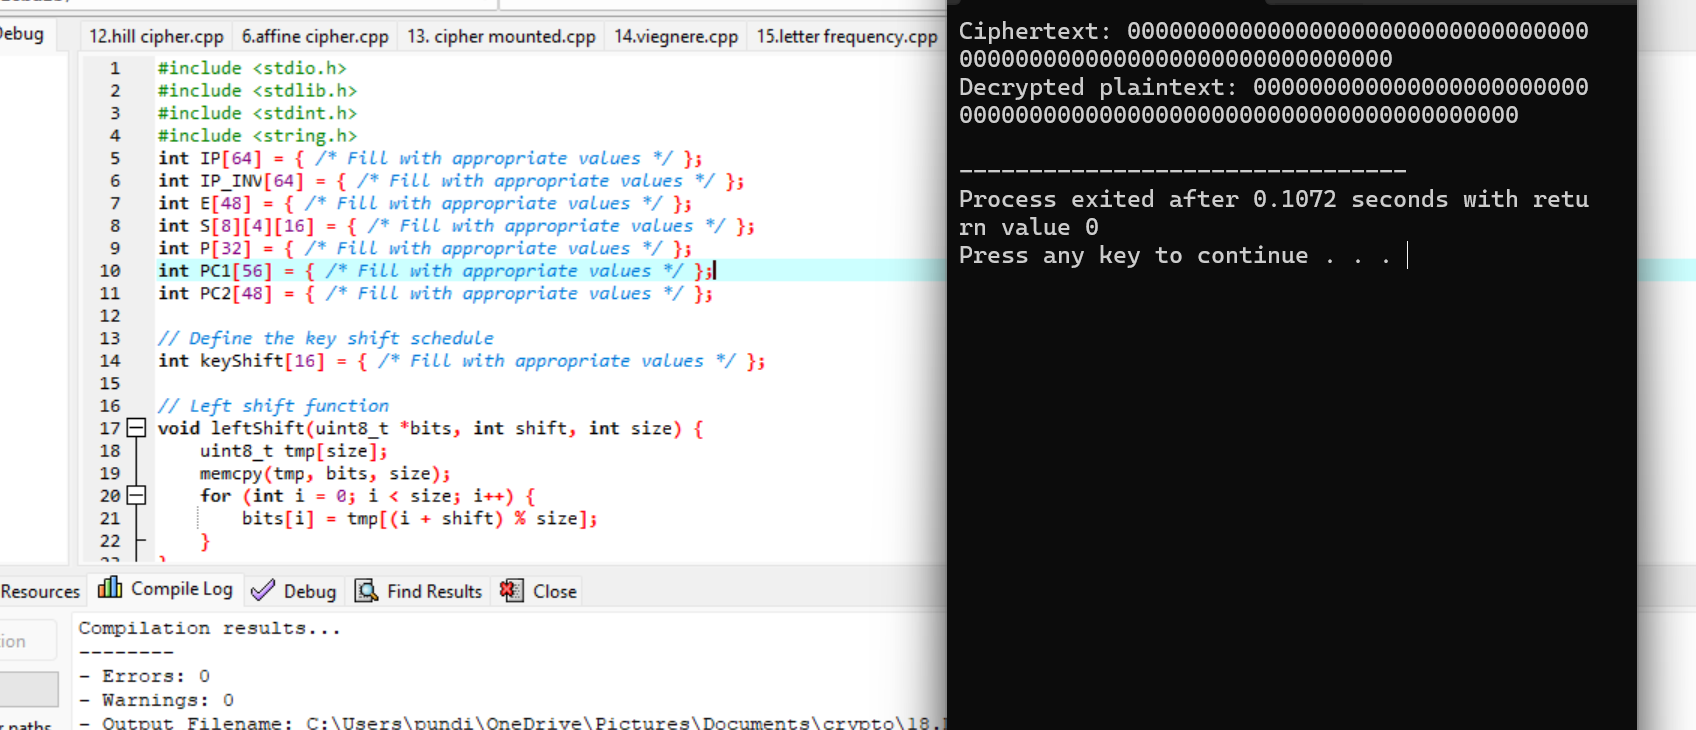 Debug
12.hill cipher.cpp 6.affine cipher.cpp 13. cipher mounted.cpp 14.viegnere.cpp 15.letter frequency.cpp
1 #include <stdio.h>
2 #include <stdlib.h>
3 #include <stdint.h>
4 #include <string.h>
5 int IP[64] = { /* Fill with appropriate values */ };
6 int IP_INV[64] = { /* Fill with appropriate values */ };
7 int E[48] = { /* Fill with appropriate values */ };
8 int S[8][4][16] = { /* Fill with appropriate values */ };
9 int P[32] = { /* Fill with appropriate values */ };
10 int PC1[56] = { /* Fill with appropriate values */ };
11 int PC2[48] = { /* Fill with appropriate values */ };
12
13 // Define the key shift schedule
14 int keyShift[16] = { /* Fill with appropriate values */ };
15
16 // Left shift function
17 void leftShift(uint8_t *bits, int shift, int size) {
18 uint8_t tmp[size];
19 memcpy(tmp, bits, size);
20 for (int i = 0; i < size; i++) {
21 bits[i] = tmp[(i + shift) % size];
22 }
23 }
Resources Compile Log Debug Find Results Close
Compilation results...
--------
- Errors: 0
- Warnings: 0
- Output Filename: C:\Users\pundi\OneDrive\Pictures\Documents\crypto\18.
Ciphertext: 000000000000000000000000000000000
0000000000000000000000000000000
Decrypted plaintext: 000000000000000000000000
0000000000000000000000000000000000000000
--------------------------------
Process exited after 0.1072 seconds with retu
rn value 0
Press any key to continue . . .